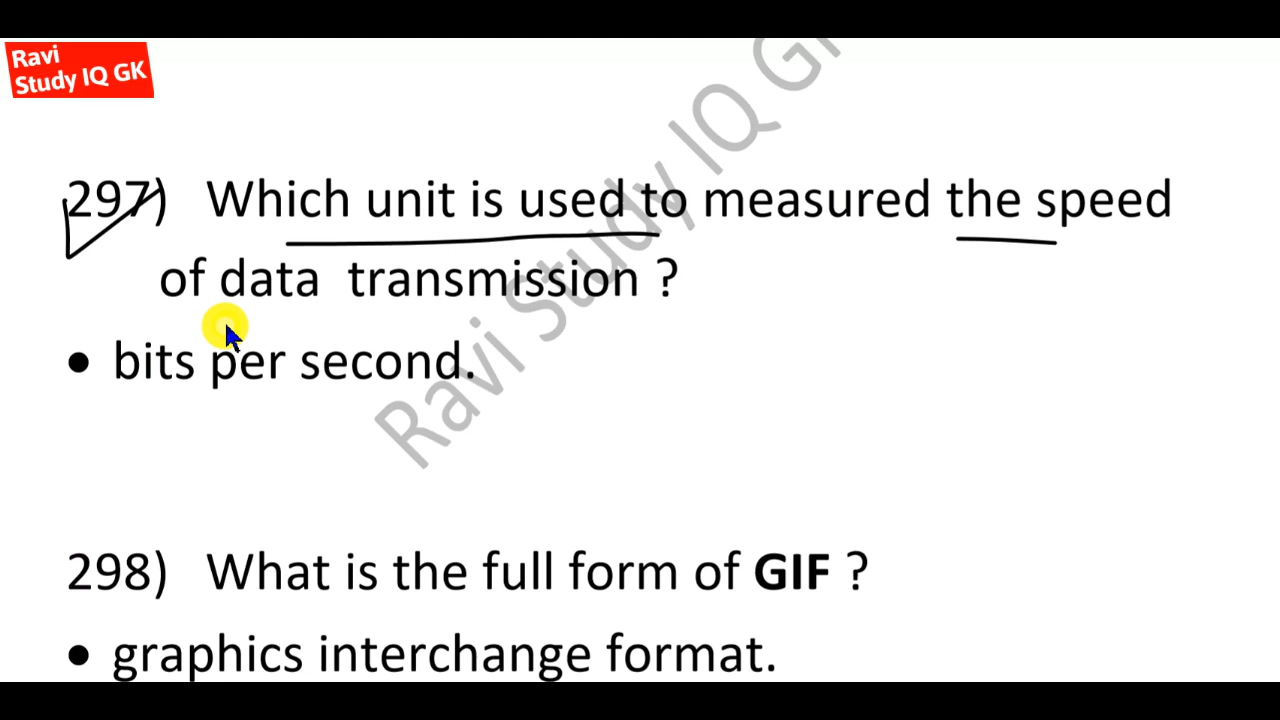 Ravi
Study IQ GK
297) Which unit is used to measured the speed
of data transmission ?
• bits per second.
298) What is the full form of GIF ?
• graphics interchange format.
Ravi Study IQ GK